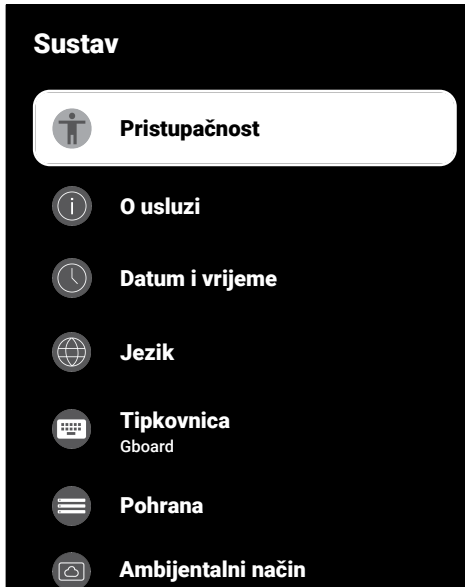 Sustav
Pristupačnost
O usluzi
Datum i vrijeme
Jezik
Tipkovnica
Gboard
Pohrana
Ambijentalni način